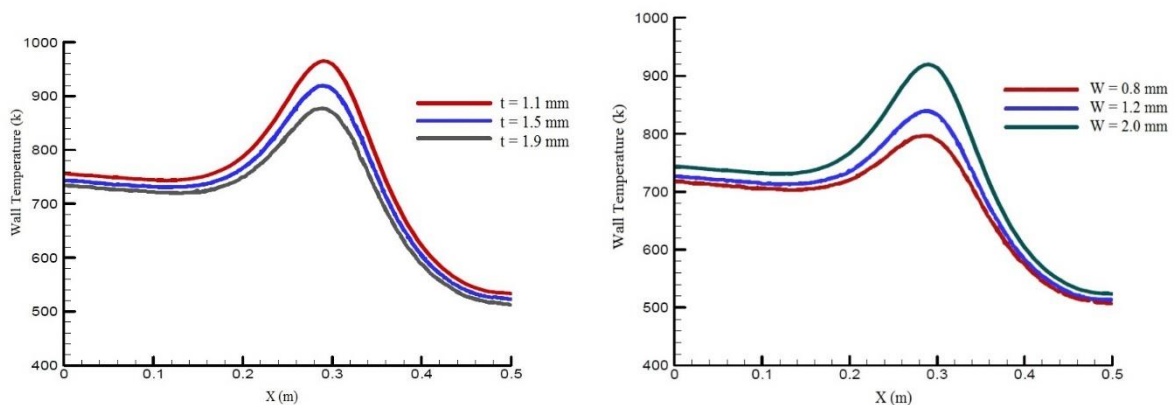 1000
900
800
700
600
500
400
Wall Temperature (k)
0
0.1
0.2
0.3
0.4
0.5
X (m)
t = 1.1 mm
t = 1.5 mm
t = 1.9 mm
1000
900
800
700
600
500
400
Wall Temperature (k)
0
0.1
0.2
0.3
0.4
0.5
X (m)
W = 0.8 mm
W = 1.2 mm
W = 2.0 mm